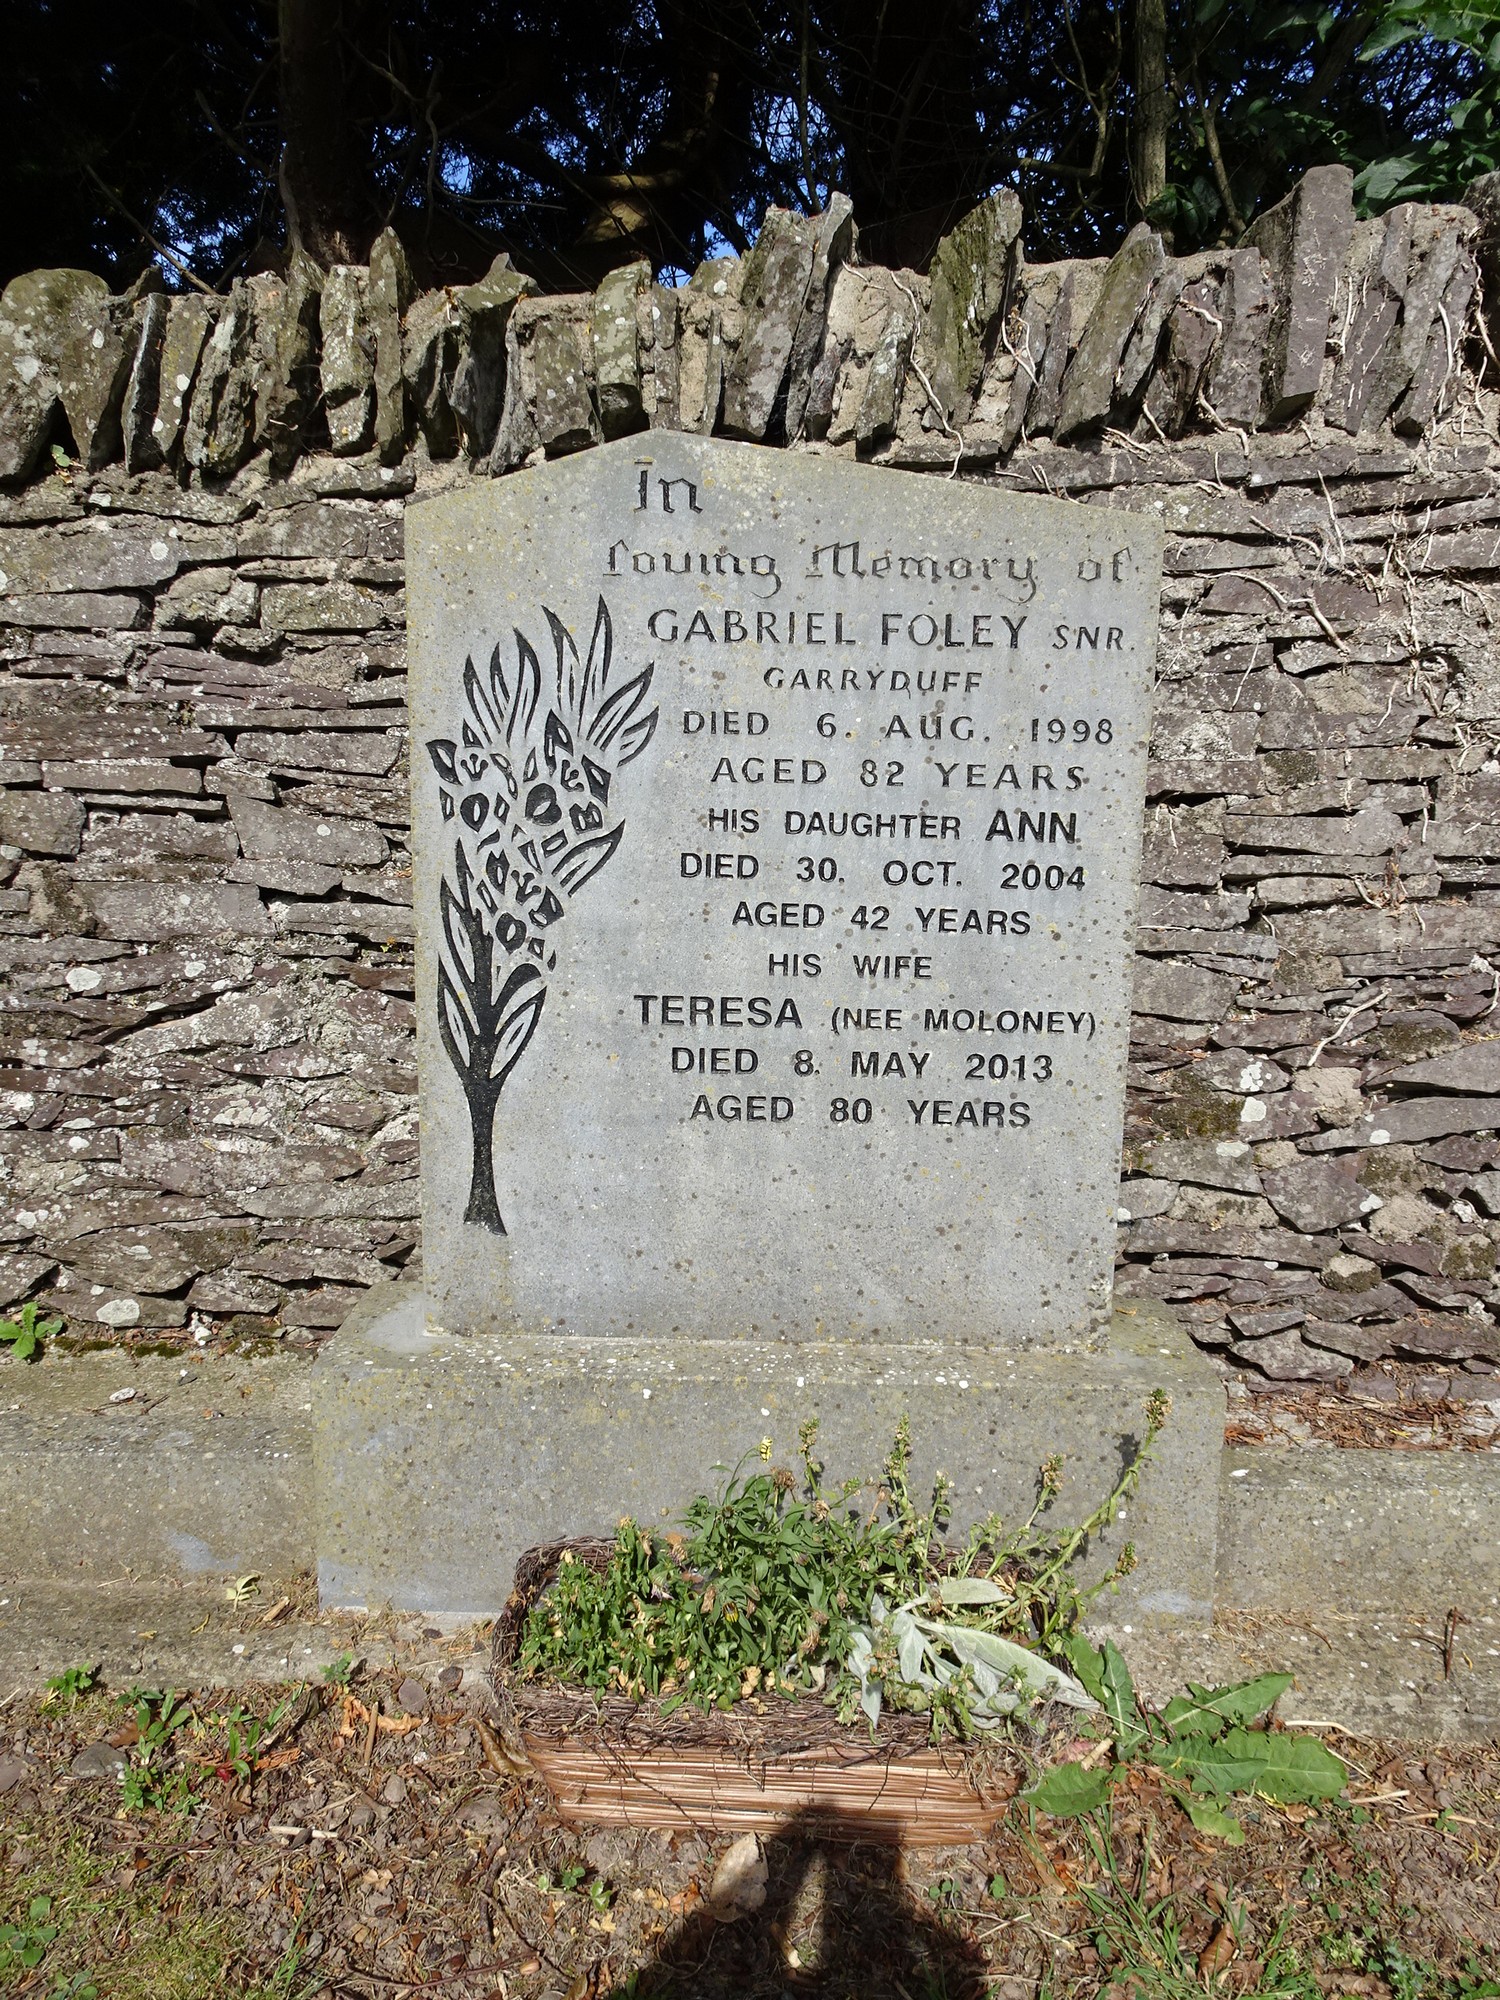 In
Loving Memory of
GABRIEL FOLEY SNR.
GARRYDUFF
DIED 6. AUG. 1998
AGED 82 YEARS
HIS DAUGHTER ANN
DIED 30. OCT. 2004
AGED 42 YEARS
HIS WIFE
TERESA (NEE MOLONEY)
DIED 8. MAY 2013
AGED 80 YEARS